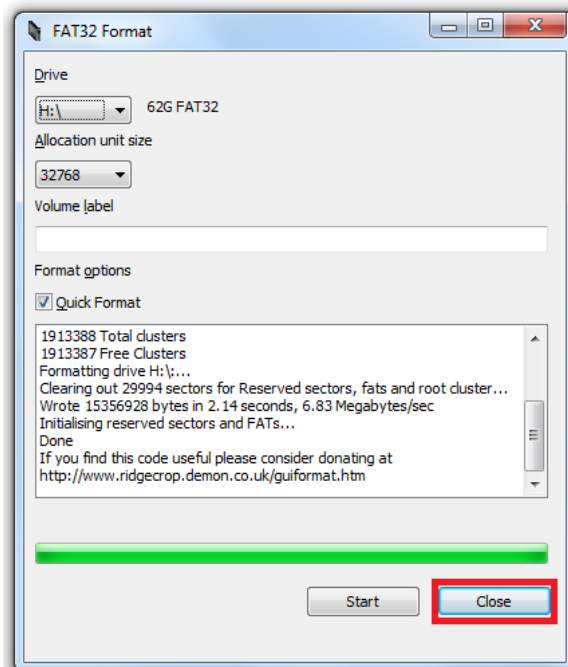 FAT32 Format
Drive
H:\ 62G FAT32
Allocation unit size
32768
Volume label
Format options
Quick Format
1913388 Total clusters
1913387 Free Clusters
Formatting drive H:\:...
Clearing out 29994 sectors for Reserved sectors, fats and root cluster...
Wrote 15356928 bytes in 2.14 seconds, 6.83 Megabytes/sec
Initialising reserved sectors and FATs...
Done
If you find this code useful please consider donating at
http://www.ridgecrop.demon.co.uk/guiformat.htm
Start Close